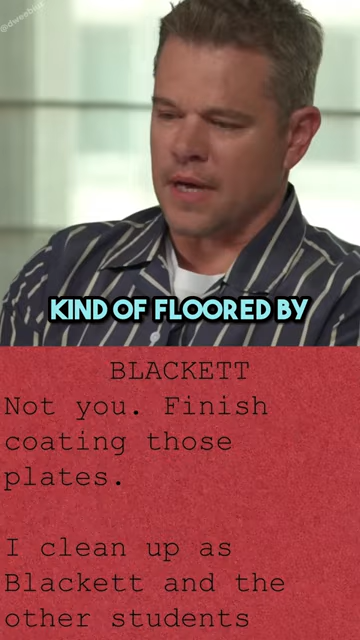 @dweebist
KIND OF FLOORED BY
BLACKETT
Not you. Finish
coating those
plates.
I clean up as
Blackett and the
other students